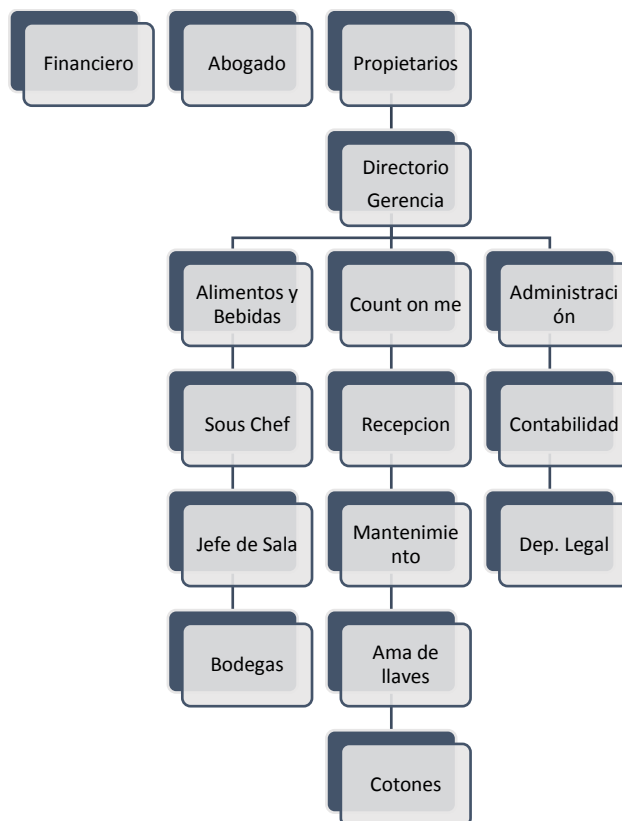 Financiero
Abogado
Propietarios
Directorio
Gerencia
Alimentos y
Bebidas
Count on me
Administraci
ón
Sous Chef
Recepcion
Contabilidad
Jefe de Sala
Mantenimie
nto
Dep. Legal
Bodegas
Ama de
llaves
Cotones